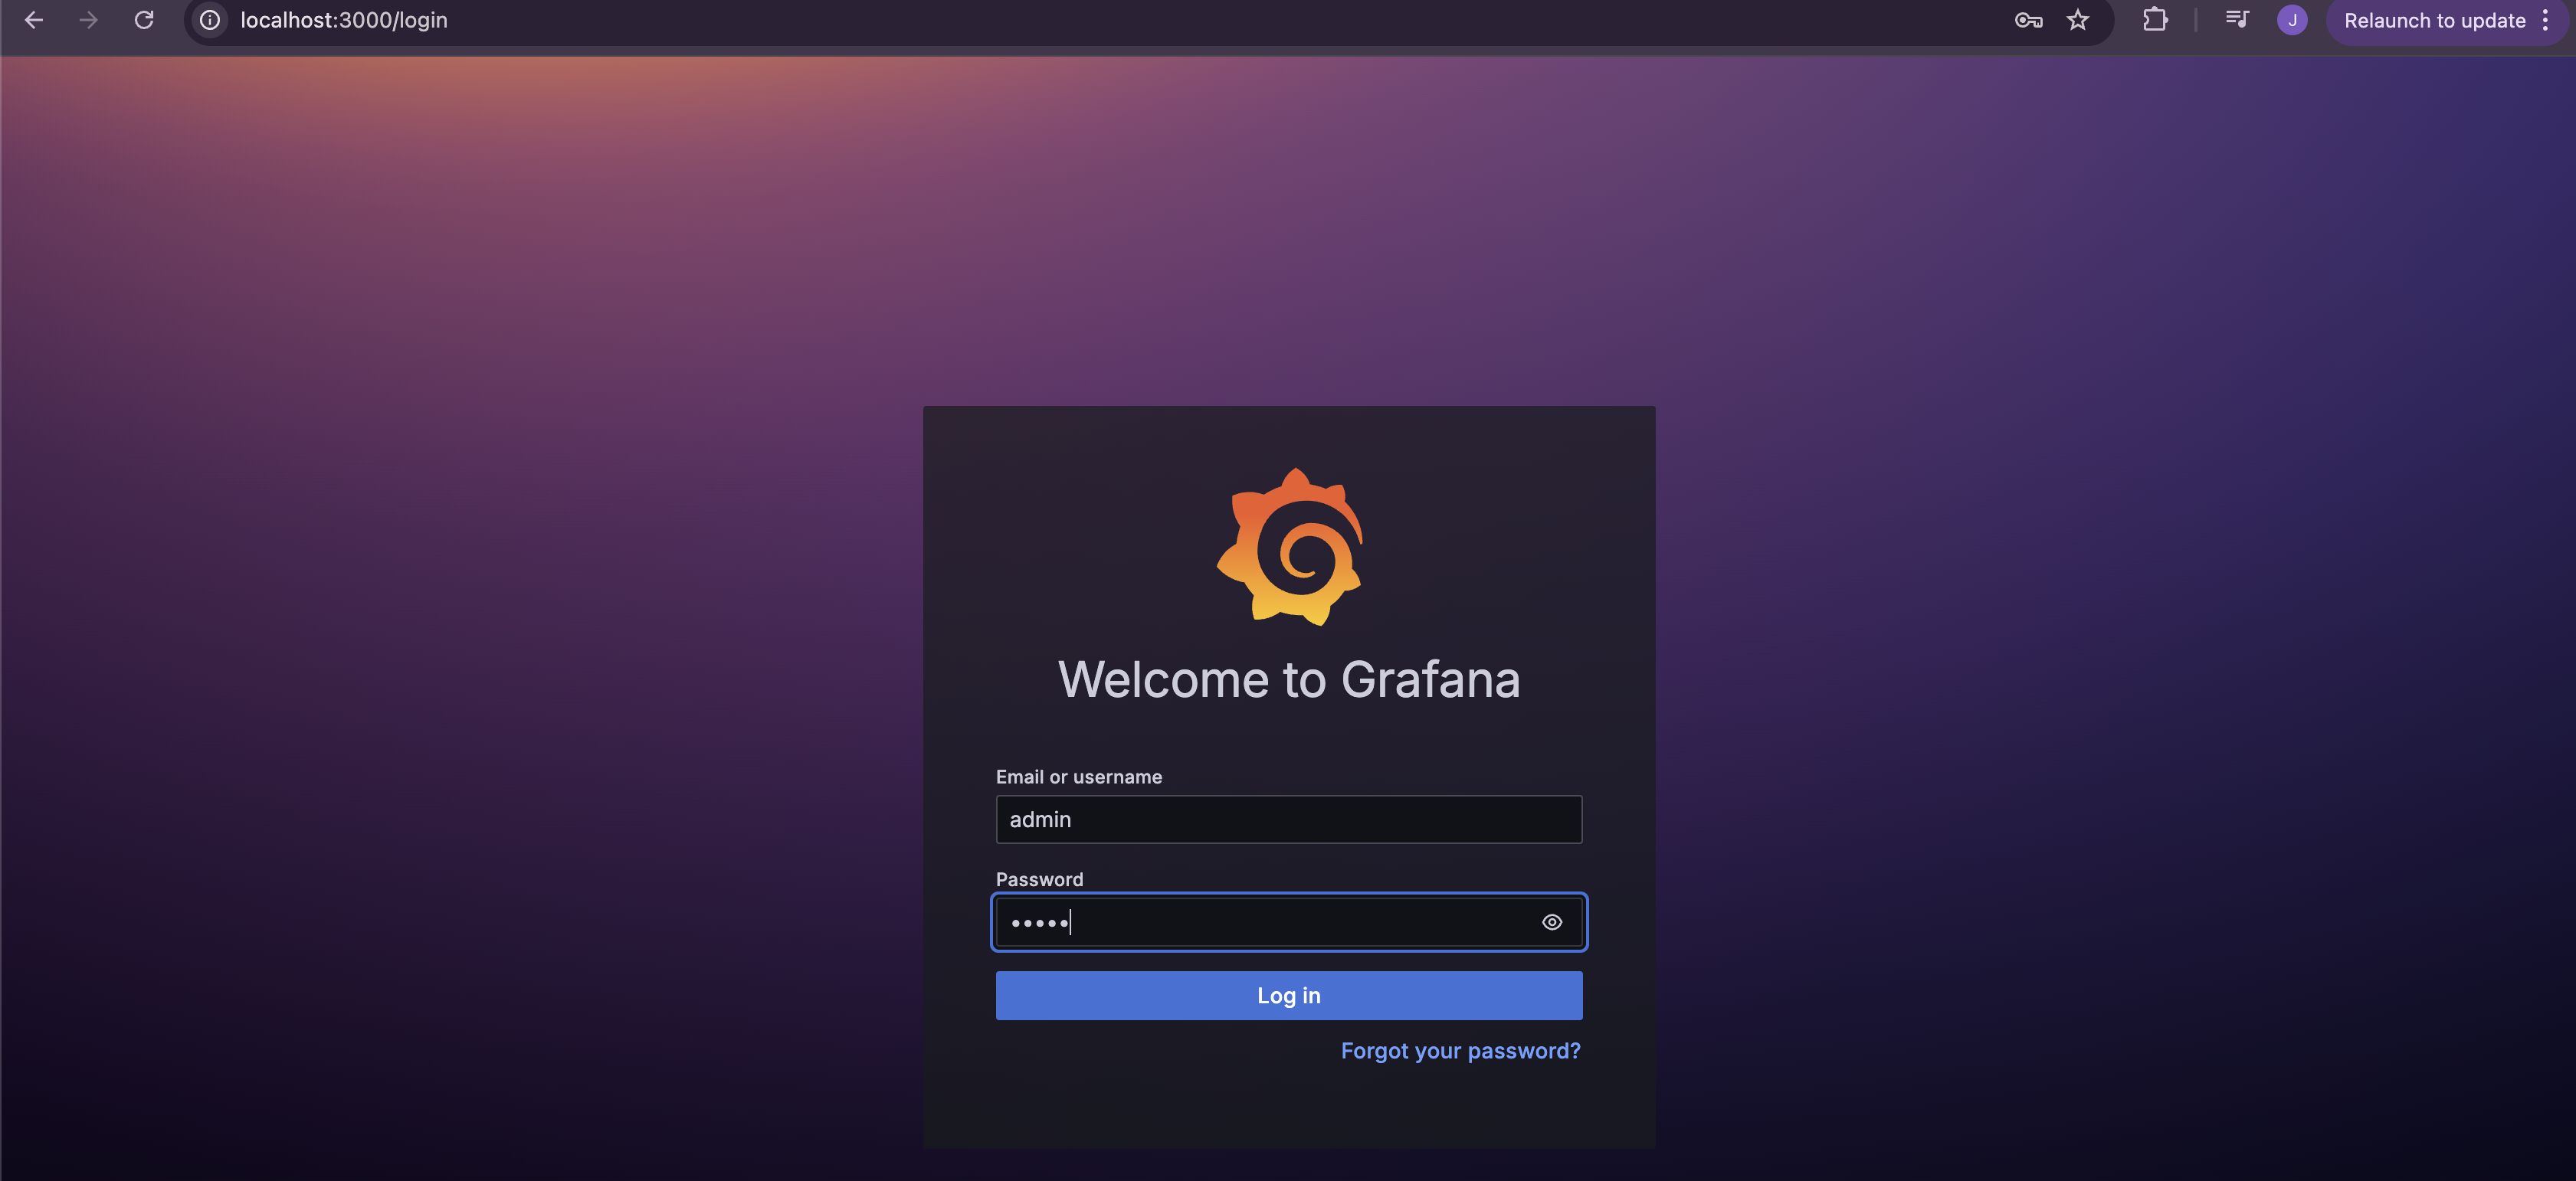 localhost:3000/login
J
Relaunch to update
Welcome to Grafana
Email or username
admin
Password
•••••
Log in
Forgot your password?